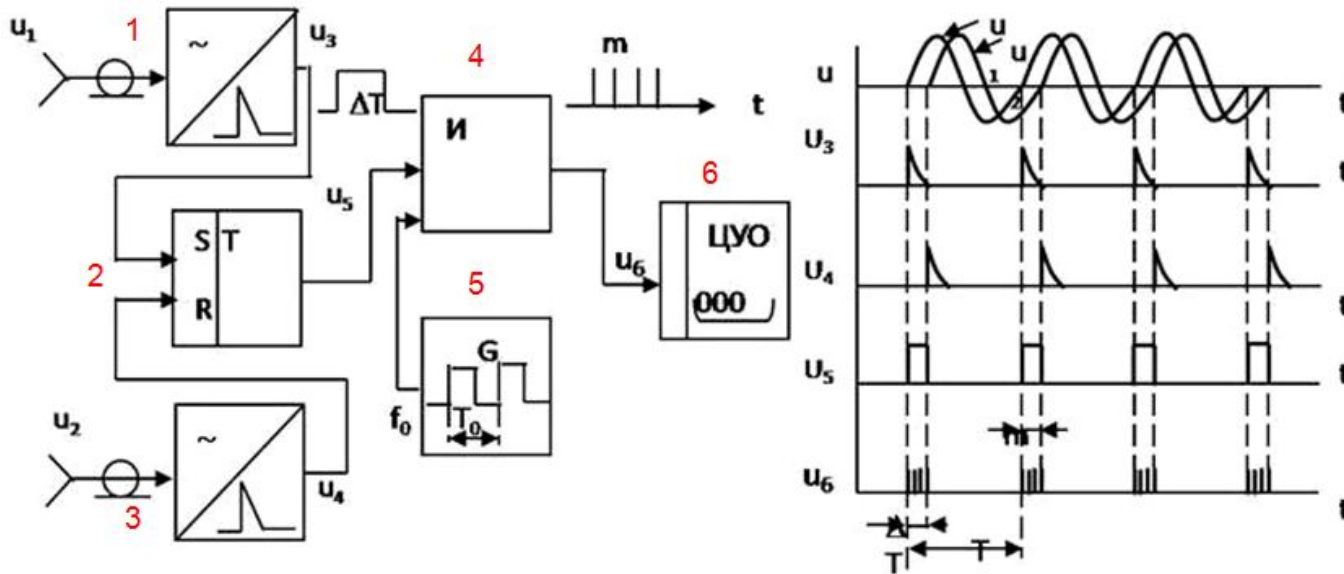 1
u₁
~
u₃
2
S T
R
u₂
3
~
u₄
ΔT
4
И
u₅
5
G
f₀
T₀
m
t
6
ЦУО
000
u₆
u
u
u
1
2
t
U₃
t
U₄
t
U₅
t
m
u₆
t
Δ
T
T